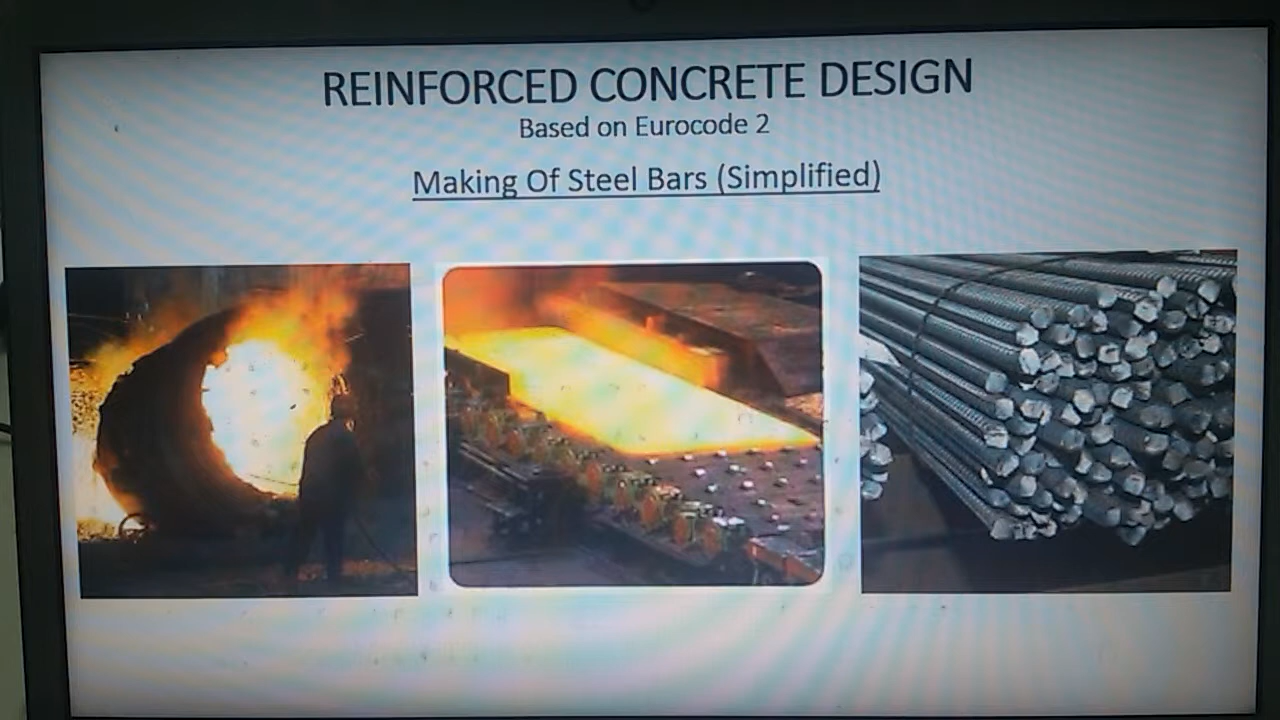 REINFORCED CONCRETE DESIGN
Based on Eurocode 2
Making Of Steel Bars (Simplified)